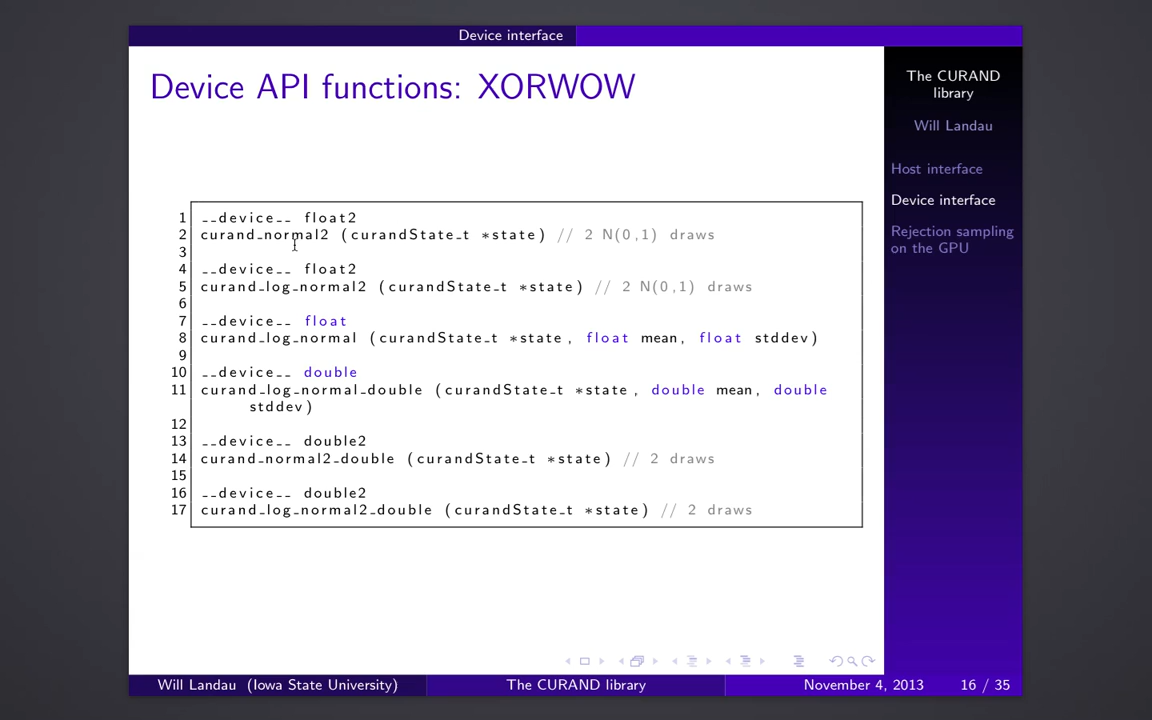 Device interface
Device API functions: XORWOW
The CURAND
library
Will Landau
Host interface
Device interface
Rejection sampling
on the GPU
1 __device__ float2
2 curand_normal2 (curandState_t *state) // 2 N(0,1) draws
3
4 __device__ float2
5 curand_log_normal2 (curandState_t *state) // 2 N(0,1) draws
6
7 __device__ float
8 curand_log_normal (curandState_t *state, float mean, float stddev)
9
10 __device__ double
11 curand_log_normal_double (curandState_t *state, double mean, double
stddev)
12
13 __device__ double2
14 curand_normal2_double (curandState_t *state) // 2 draws
15
16 __device__ double2
17 curand_log_normal2_double (curandState_t *state) // 2 draws
Will Landau (Iowa State University) The CURAND library November 4, 2013 16 / 35